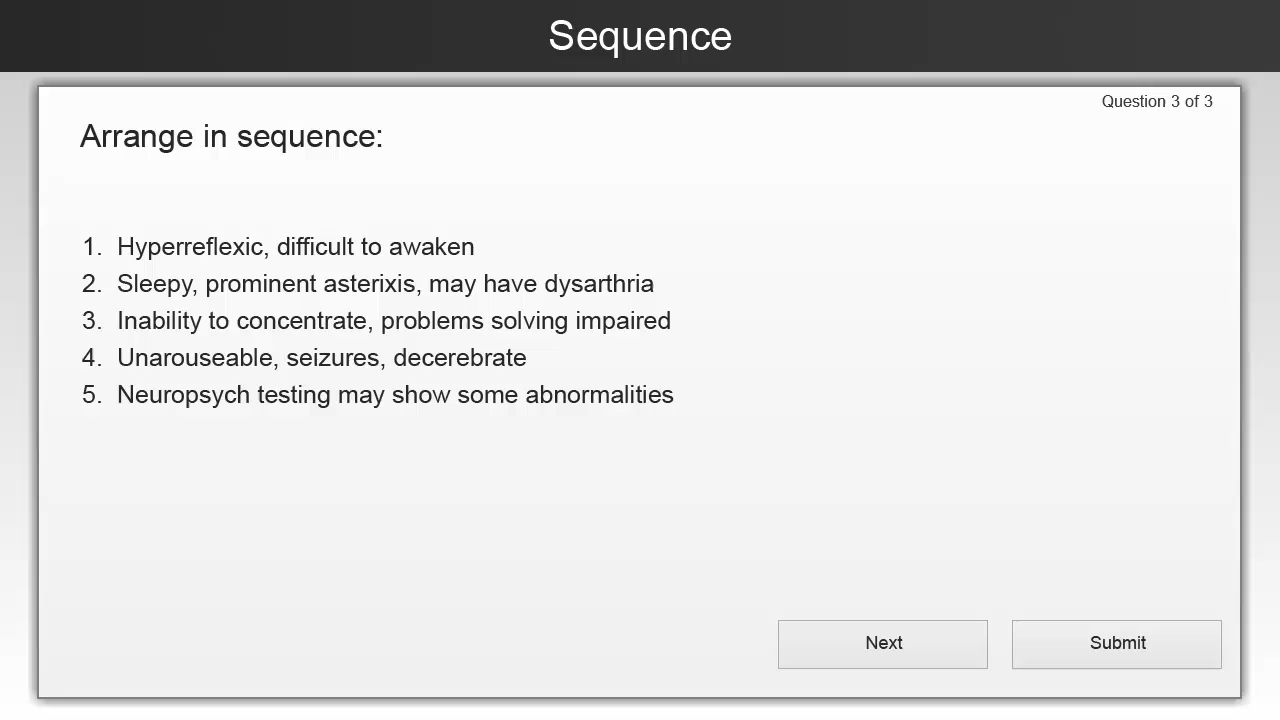 Sequence
Question 3 of 3
Arrange in sequence:
1. Hyperreflexic, difficult to awaken
2. Sleepy, prominent asterixis, may have dysarthria
3. Inability to concentrate, problems solving impaired
4. Unarouseable, seizures, decerebrate
5. Neuropsych testing may show some abnormalities
Next Submit